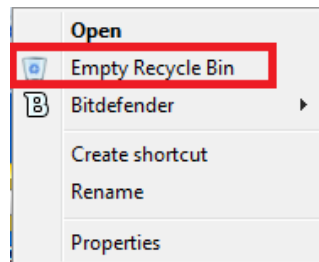 Open
Empty Recycle Bin
Bitdefender
Create shortcut
Rename
Properties